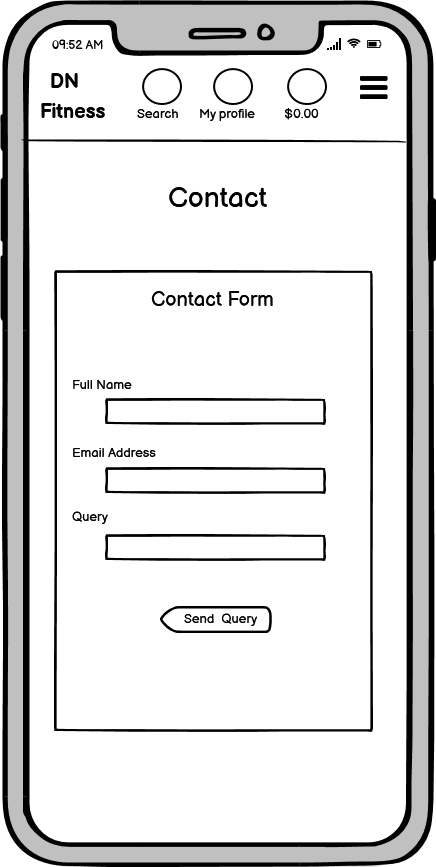 09:52 AM
DN
Fitness
Search
My profile
$0.00
Contact
Contact Form
Full Name
Email Address
Query
Send Query